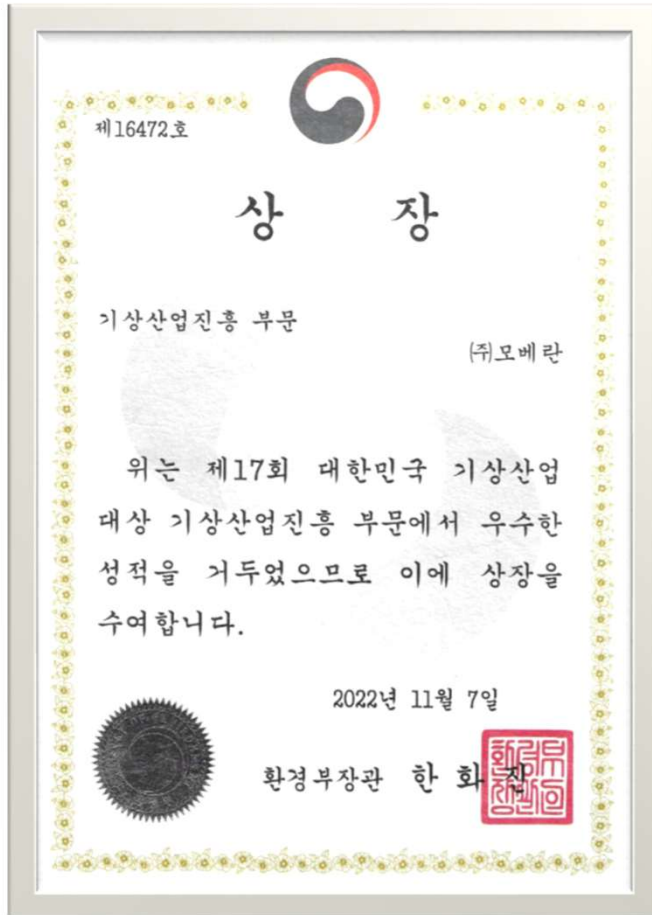 제16472호
상 장
기상산업진흥 부문
㈜모베란
위는 제17회 대한민국 기상산업
대상 기상산업진흥 부문에서 우수한
성적을 거두었으므로 이에 상장을
수여합니다.
2022년 11월 7일
환경부장관 한 화 진